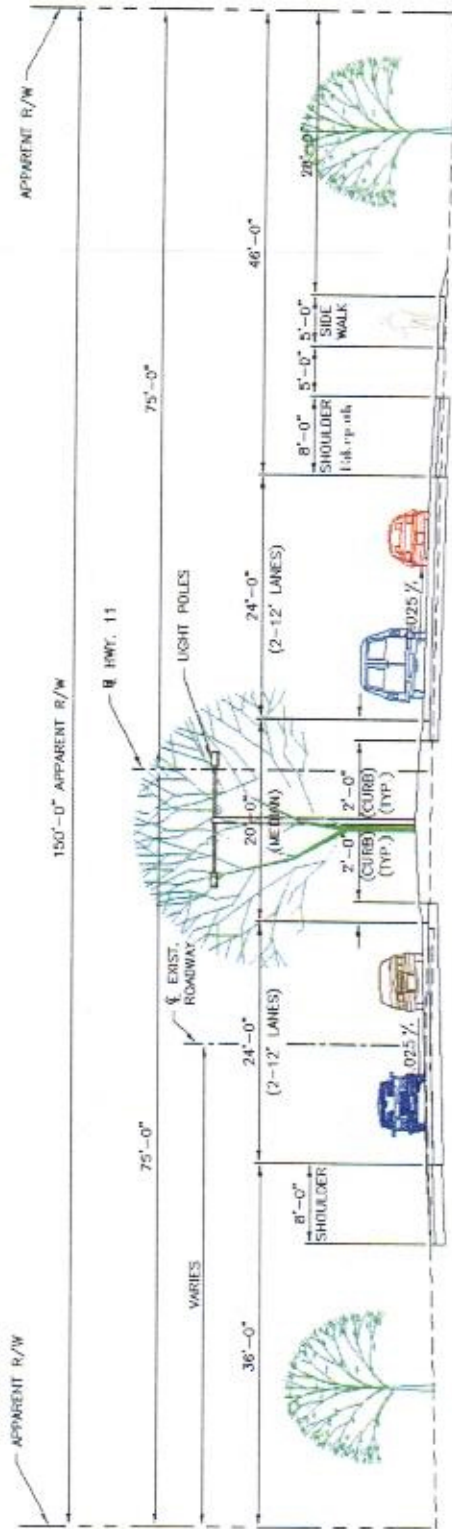 APPARENT R/W
APPARENT R/W
150'-0" APPARENT R/W
75'-0"
75'-0"
HWY. 11
EXIST.
ROADWAY
LIGHT POLES
VARIES
36'-0"
24'-0"
(2-12' LANES)
20'-0"
(MEDIAN)
24'-0"
(2-12' LANES)
46'-0"
8'-0"
SHOULDER
2'-0"
(CURB)
(TYP.)
2'-0"
(CURB)
(TYP.)
8'-0"
SHOULDER
5'-0"
5'-0"
SIDE
WALK
28'-0"
.025 %
.025 %